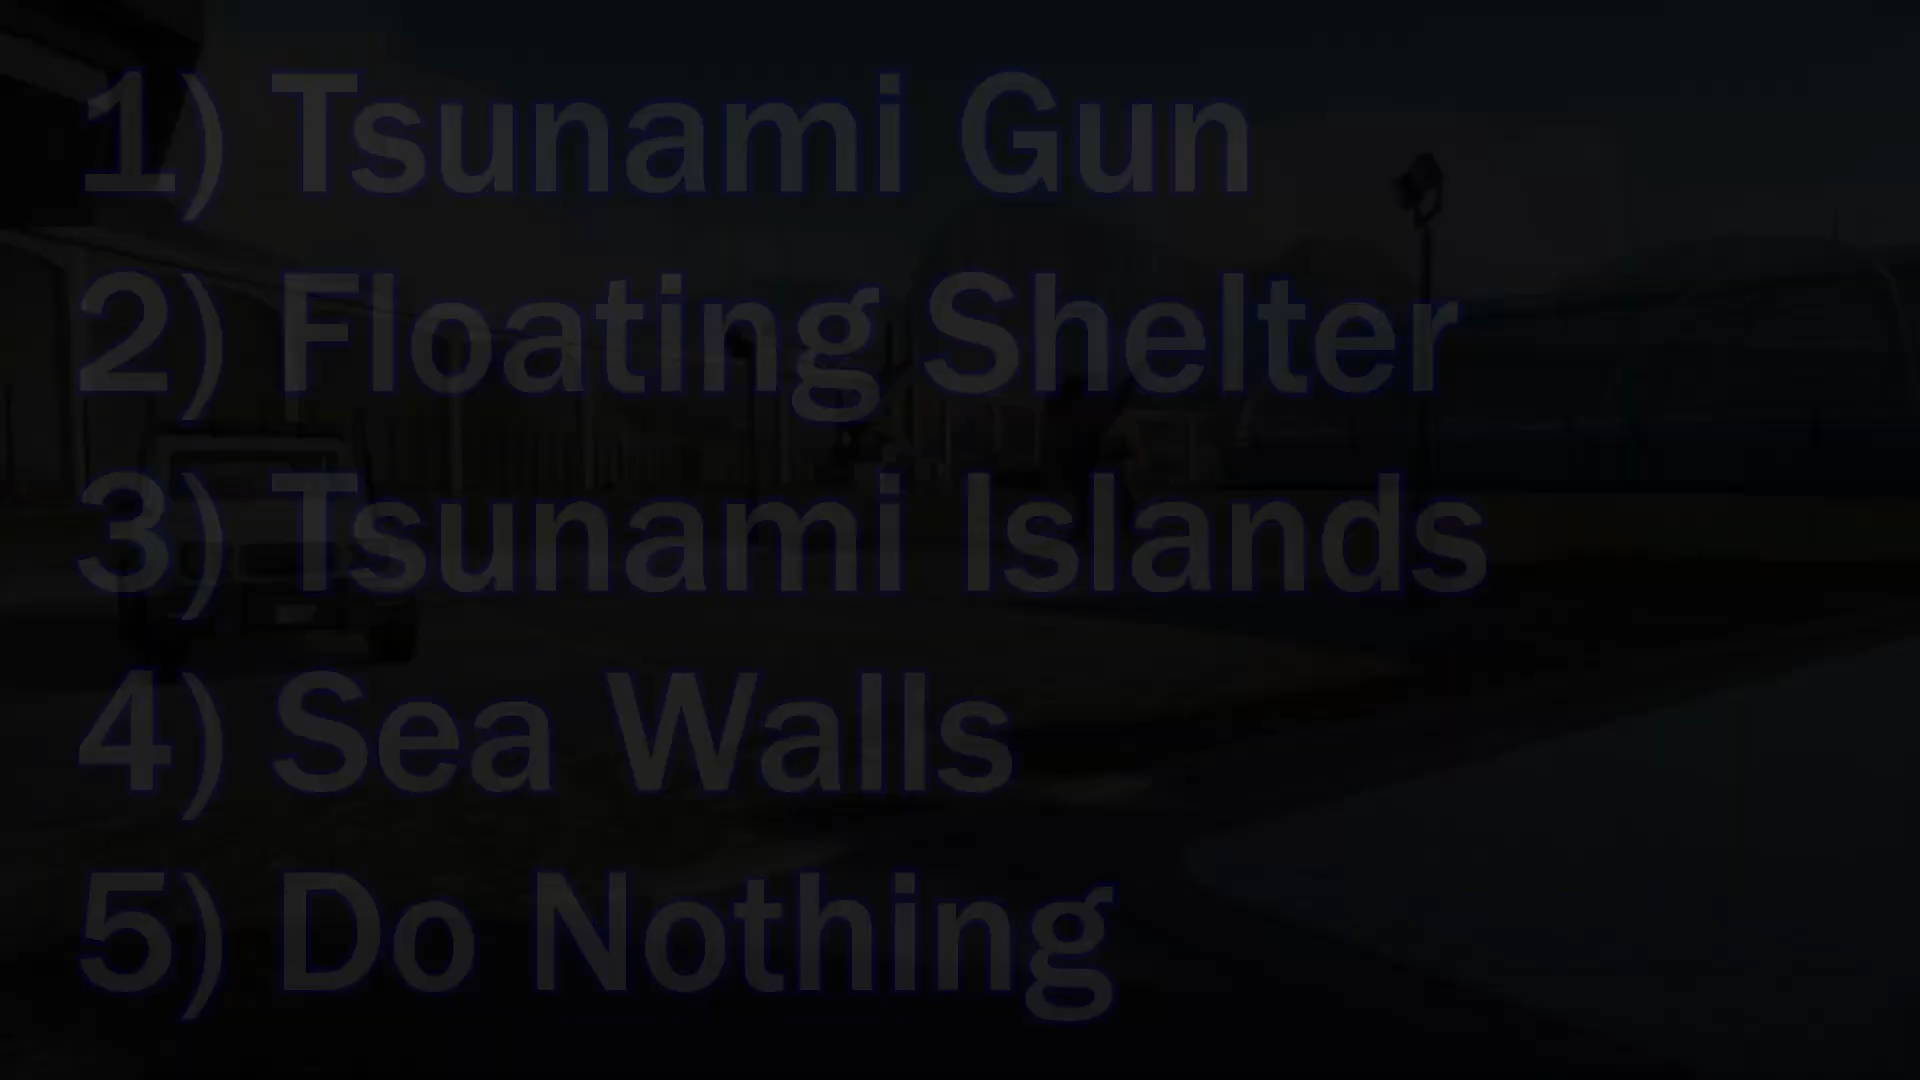 1) Tsunami Gun
2) Floating Shelter
3) Tsunami Islands
4) Sea Walls
5) Do Nothing